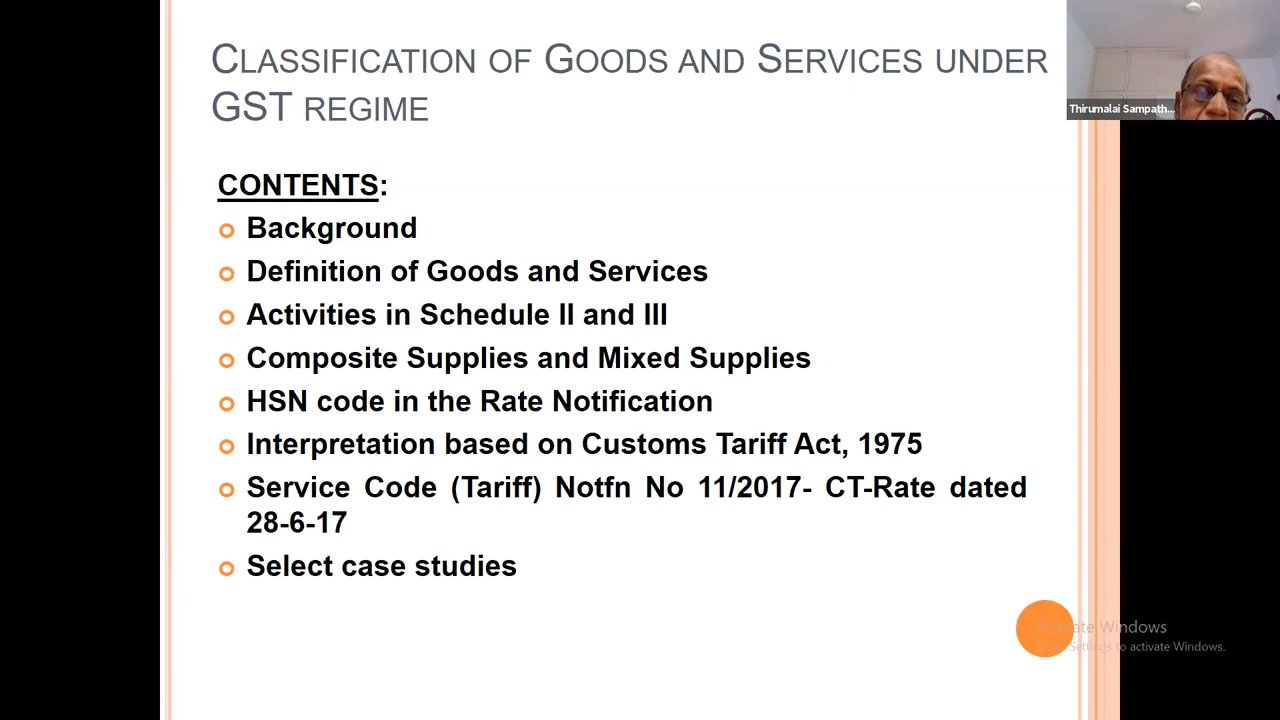 CLASSIFICATION OF GOODS AND SERVICES UNDER
GST REGIME
Thirumalai Sampath...
CONTENTS:
Background
Definition of Goods and Services
Activities in Schedule II and III
Composite Supplies and Mixed Supplies
HSN code in the Rate Notification
Interpretation based on Customs Tariff Act, 1975
Service Code (Tariff) Notfn No 11/2017- CT-Rate dated
28-6-17
Select case studies
Activate Windows
Settings to activate Windows.